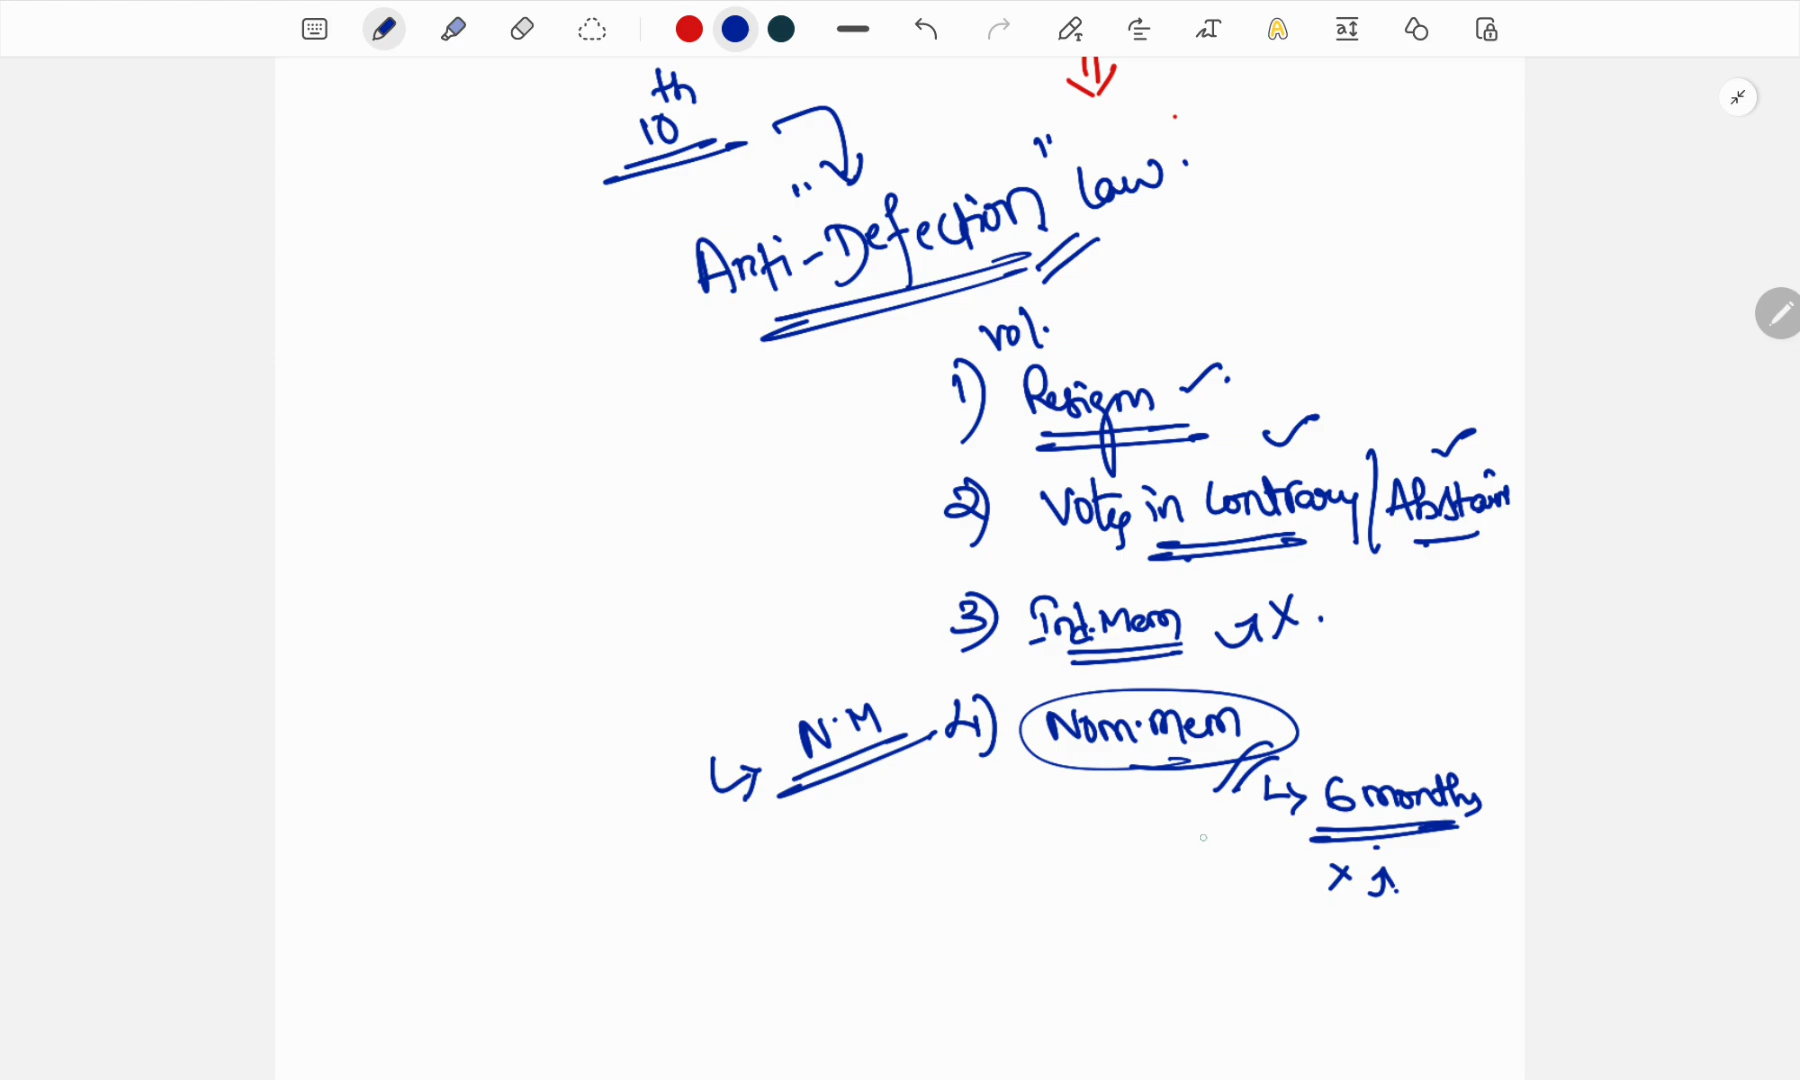 10th
"Anti-Defection" Law.
vol.
1) Resign
2) Voting in Contrary / Abstain
3) Ind. Mem X.
N.M 4) Nom. Mem
6 months
X